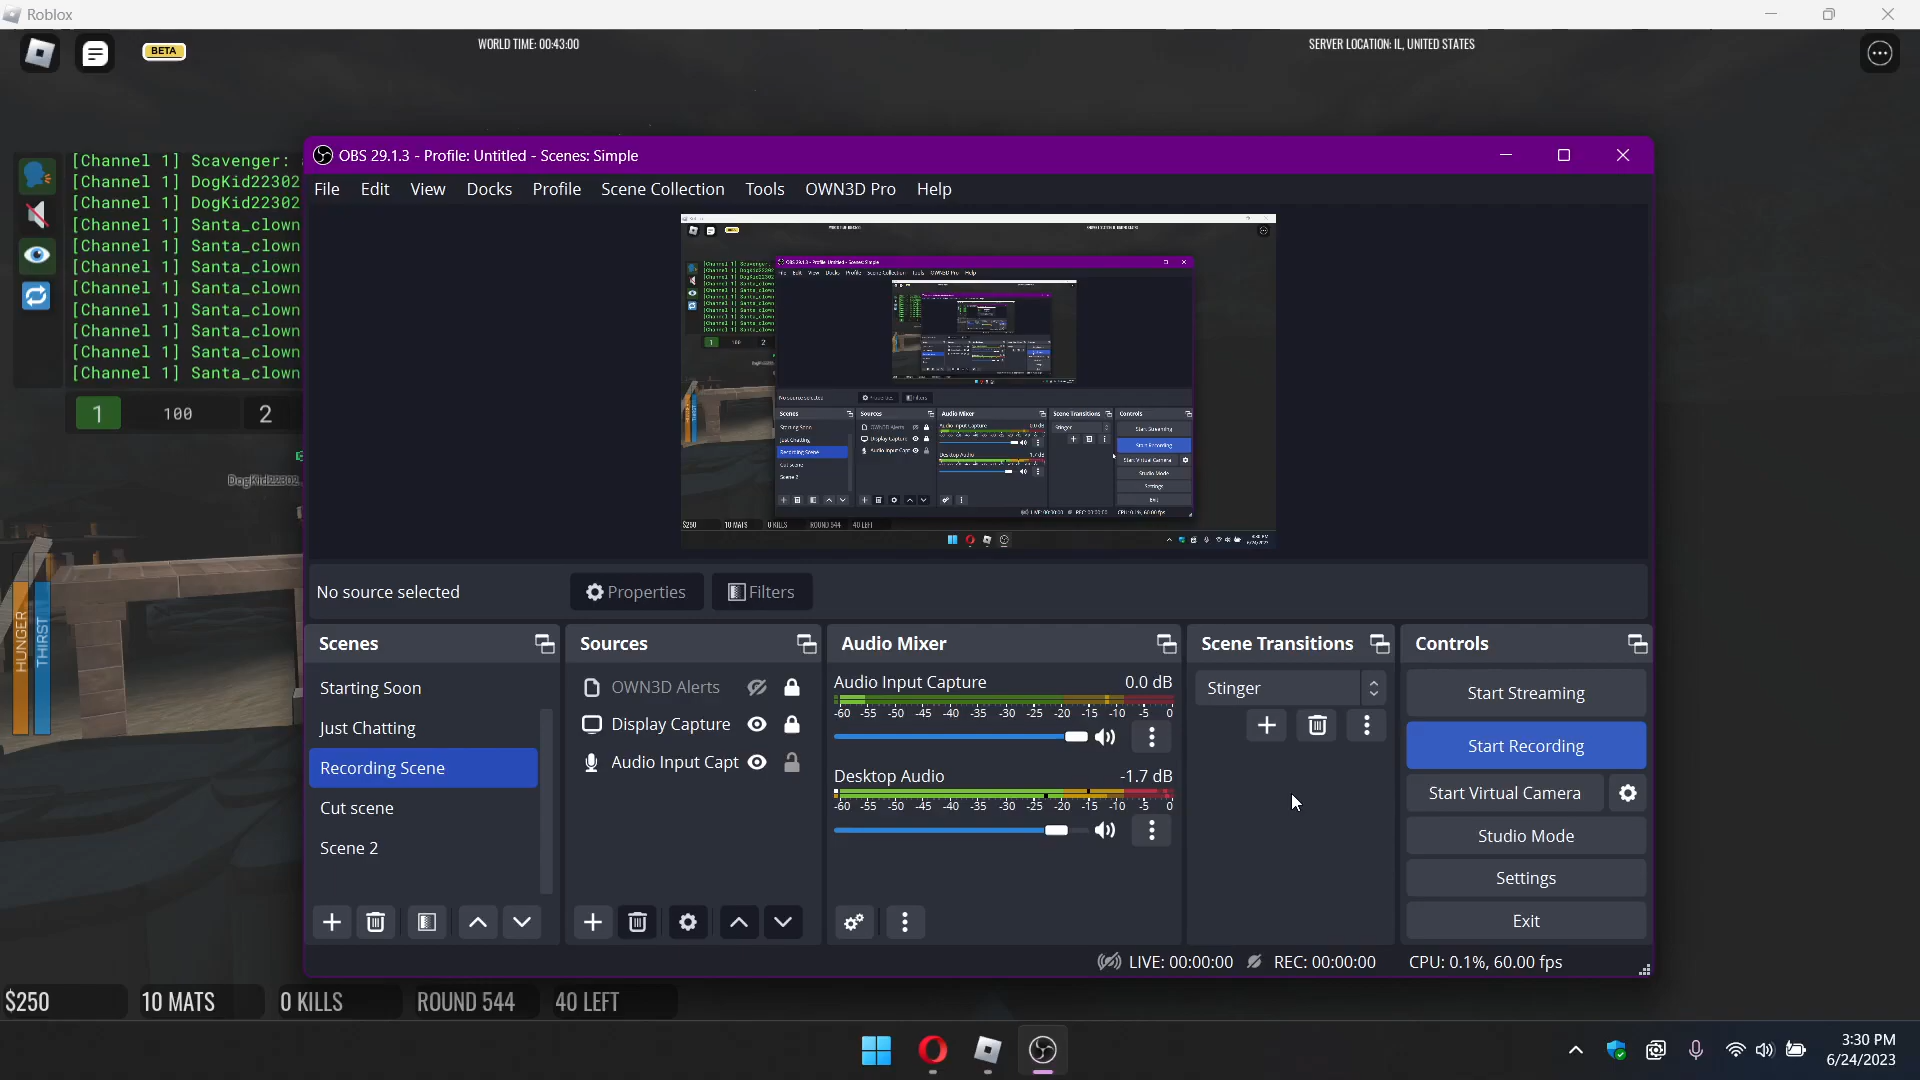 Roblox
BETA
WORLD TIME: 00:43:00
SERVER LOCATION: IL, UNITED STATES
[Channel 1] Scavenger:
[Channel 1] DogKid22302
[Channel 1] DogKid22302
[Channel 1] Santa_clown
[Channel 1] Santa_clown
[Channel 1] Santa_clown
[Channel 1] Santa_clown
[Channel 1] Santa_clown
[Channel 1] Santa_clown
[Channel 1] Santa_clown
[Channel 1] Santa_clown
1 100 2
DogKid22302
HUNGER
THIRST
OBS 29.1.3 - Profile: Untitled - Scenes: Simple
File Edit View Docks Profile Scene Collection Tools OWN3D Pro Help
No source selected
Properties
Filters
Scenes
Starting Soon
Just Chatting
Recording Scene
Cut scene
Scene 2
Sources
OWN3D Alerts
Display Capture
Audio Input Capt
Audio Mixer
Audio Input Capture 0.0 dB
-60 -55 -50 -45 -40 -35 -30 -25 -20 -15 -10 -5 0
Desktop Audio -1.7 dB
-60 -55 -50 -45 -40 -35 -30 -25 -20 -15 -10 -5 0
Scene Transitions
Stinger
Controls
Start Streaming
Start Recording
Start Virtual Camera
Studio Mode
Settings
Exit
LIVE: 00:00:00 REC: 00:00:00 CPU: 0.1%, 60.00 fps
$250 10 MATS 0 KILLS ROUND 544 40 LEFT
3:30 PM
6/24/2023